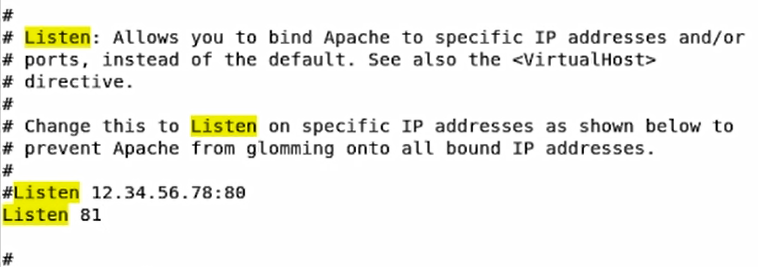 #
# Listen: Allows you to bind Apache to specific IP addresses and/or
# ports, instead of the default. See also the <VirtualHost>
# directive.
#
# Change this to Listen on specific IP addresses as shown below to
# prevent Apache from glomming onto all bound IP addresses.
#
#Listen 12.34.56.78:80
Listen 81
#